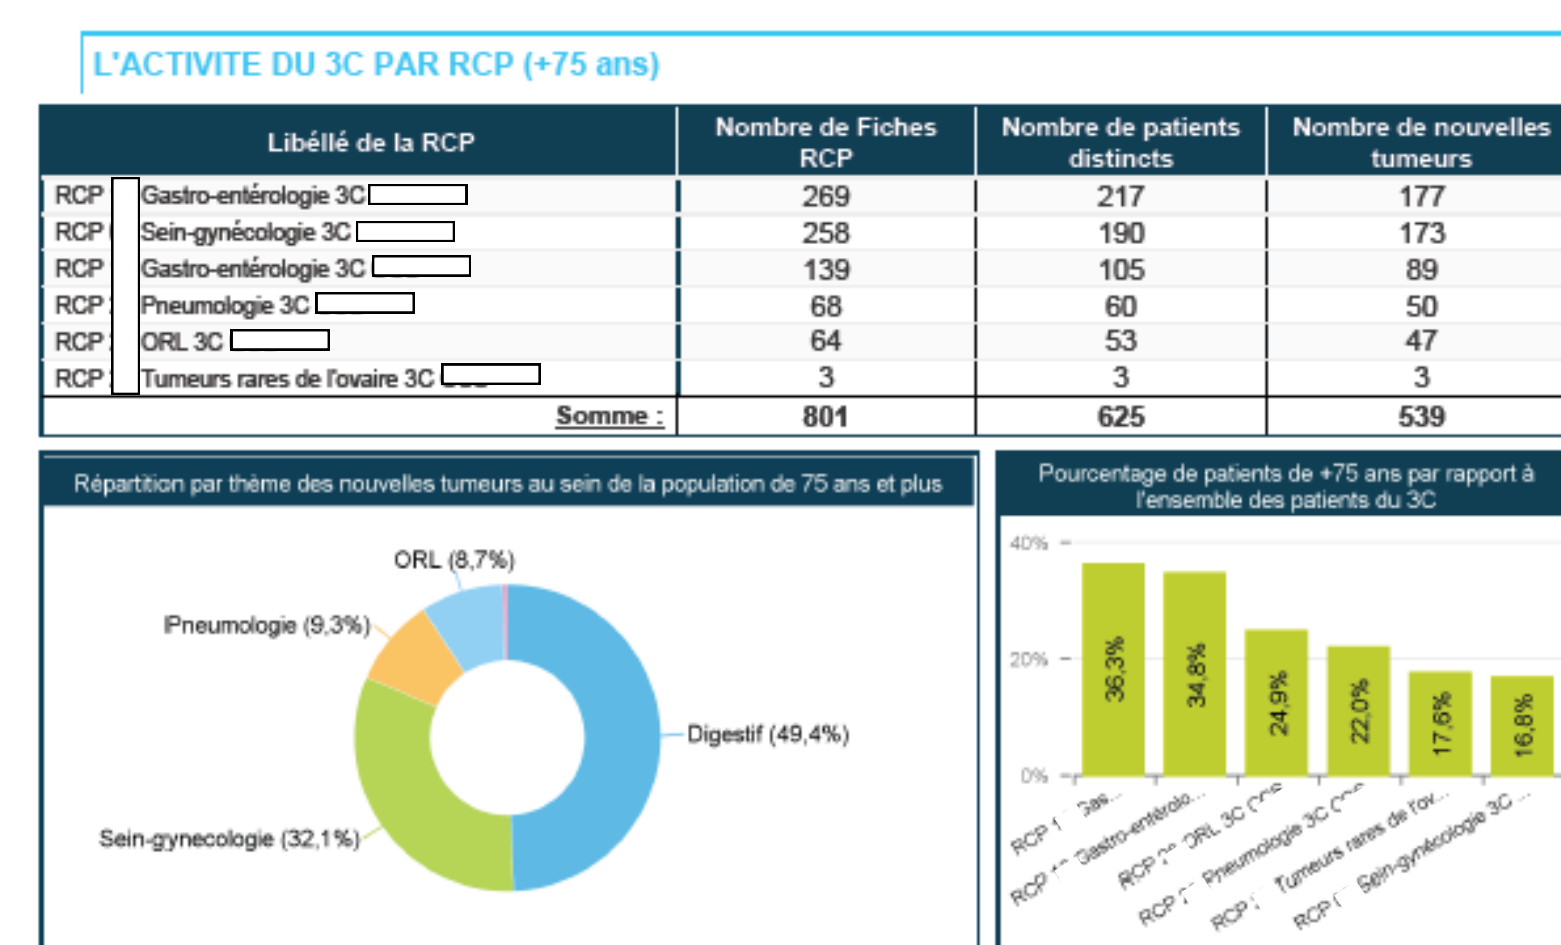 L'ACTIVITE DU 3C PAR RCP (+75 ans)
Libéllé de la RCP
Nombre de Fiches RCP
Nombre de patients distincts
Nombre de nouvelles tumeurs
RCP Gastro-entérologie 3C 269 217 177
RCP Sein-gynécologie 3C 258 190 173
RCP Gastro-entérologie 3C 139 105 89
RCP Pneumologie 3C 68 60 50
RCP ORL 3C 64 53 47
RCP Tumeurs rares de l'ovaire 3C 3 3 3
Somme : 801 625 539
Répartition par thème des nouvelles tumeurs au sein de la population de 75 ans et plus
ORL (8,7%)
Pneumologie (9,3%)
Digestif (49,4%)
Sein-gynecologie (32,1%)
Pourcentage de patients de +75 ans par rapport à
l'ensemble des patients du 3C
40%
20%
0%
36,3%
34,8%
24,9%
22,0%
17,6%
16,8%
RCP Gas...
RCP Gastro-entérolo...
RCP ORL 3C
RCP Pneumologie 3C
RCP Tumeurs rares de l'ov...
RCP Sein-gynécologie 3C ...